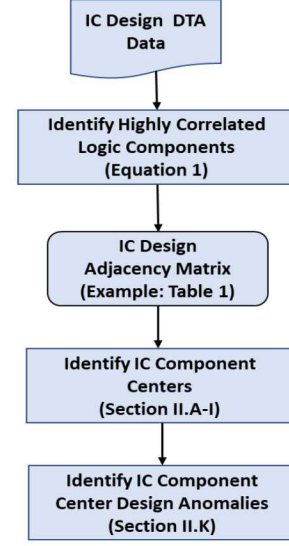 IC Design DTA
Data
Identify Highly Correlated
Logic Components
(Equation 1)
IC Design
Adjacency Matrix
(Example: Table 1)
Identify IC Component
Centers
(Section II.A-I)
Identify IC Component
Center Design Anomalies
(Section II.K)